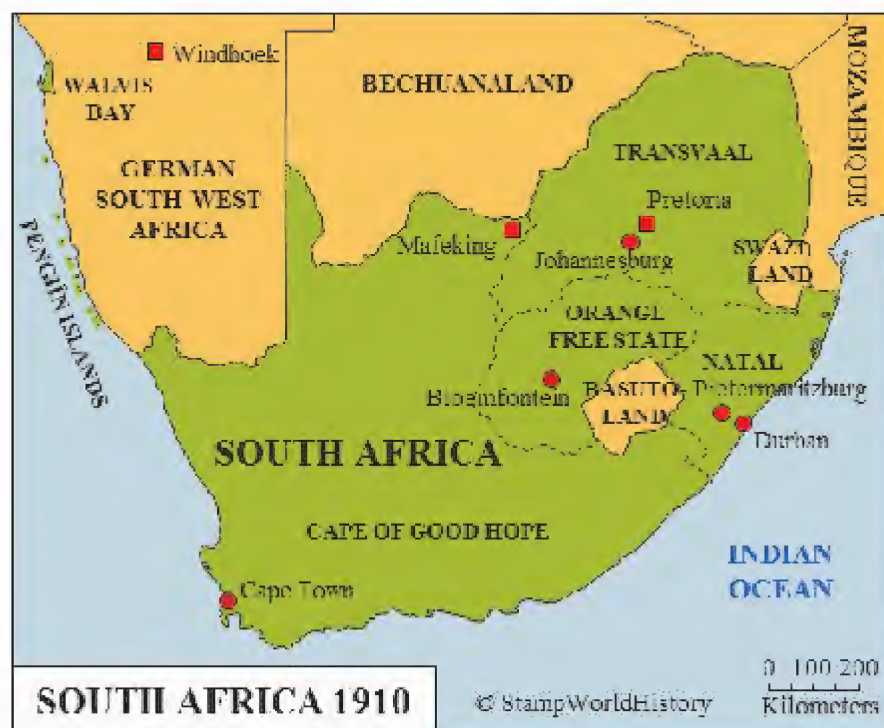 Windhoek
WALVIS
DAY
BECHUANALAND
MOZAMBIQUE
GERMAN
SOUTH WEST
AFRICA
TRANSVAAL
Pretoria
Mafeking
Johannesburg
SWAZI
LAND
PENGUIN ISLANDS
ORANGE
FREE STATE
NATAL
Bloemfontein
BASUTO-
LAND
Pietermaritzburg
Durban
SOUTH AFRICA
CAPE OF GOOD HOPE
INDIAN
OCEAN
Cape Town
0 100 200
Kilometers
SOUTH AFRICA 1910
© StampWorldHistory